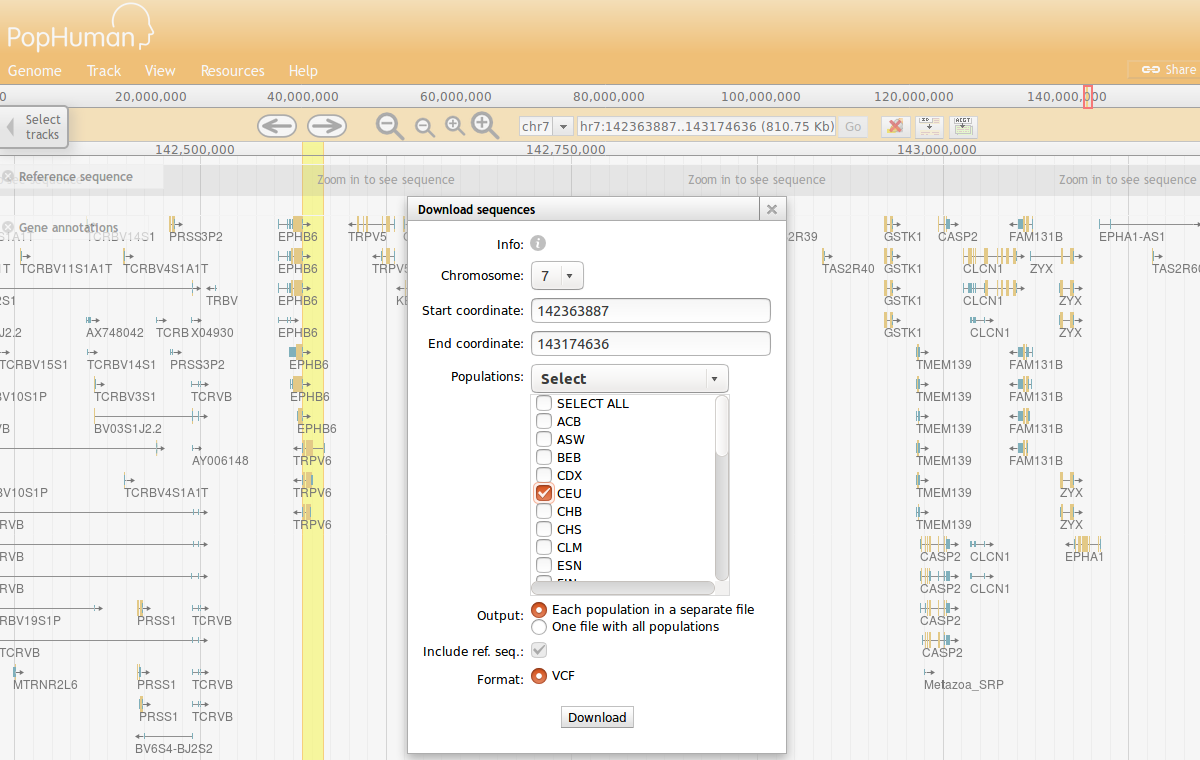 PopHuman
Genome Track View Resources Help Share
0 20,000,000 40,000,000 60,000,000 80,000,000 100,000,000 120,000,000 140,000,000
Select
tracks
chr7 hr7:142363887..143174636 (810.75 Kb) Go
142,500,000 142,750,000 143,000,000
Reference sequence Zoom in to see sequence Zoom in to see sequence Zoom in to see sequence
Gene annotations
Download sequences
Info:
Chromosome: 7
Start coordinate: 142363887
End coordinate: 143174636
Populations: Select
SELECT ALL
ACB
ASW
BEB
CDX
CEU
CHB
CHS
CLM
ESN
Output: Each population in a separate file
One file with all populations
Include ref. seq.:
Format: VCF
Download
TCRBV14S1 PRSS3P2 EPHB6 TRPV5 2R39 GSTK1 CASP2 FAM131B EPHA1-AS1
1T TCRBV11S1A1T TCRBV4S1A1T EPHB6 TRPV5 TAS2R40 GSTK1 CLCN1 ZYX TAS2R60
2S1 TRBV EPHB6 GSTK1 CLCN1 ZYX
J2.2 AX748042 TCRB X04930 EPHB6 GSTK1 CLCN1 ZYX
TCRBV15S1 TCRBV14S1 PRSS3P2 EPHB6 TMEM139 FAM131B
BV10S1P TCRBV3S1 TCRVB EPHB6 TMEM139 FAM131B
VB BV03S1J2.2 EPHB6 TMEM139 FAM131B
AY006148 TRPV6 TMEM139 FAM131B
BV10S1P TCRBV4S1A1T TRPV6 TMEM139 ZYX
RVB TRPV6 TMEM139 ZYX
RVB CASP2 CLCN1 EPHA1
RVB CASP2 CLCN1
RBV19S1P PRSS1 TCRVB CASP2
TCRVB CASP2
MTRNR2L6 PRSS1 TCRVB Metazoa_SRP
PRSS1 TCRVB
BV6S4-BJ2S2